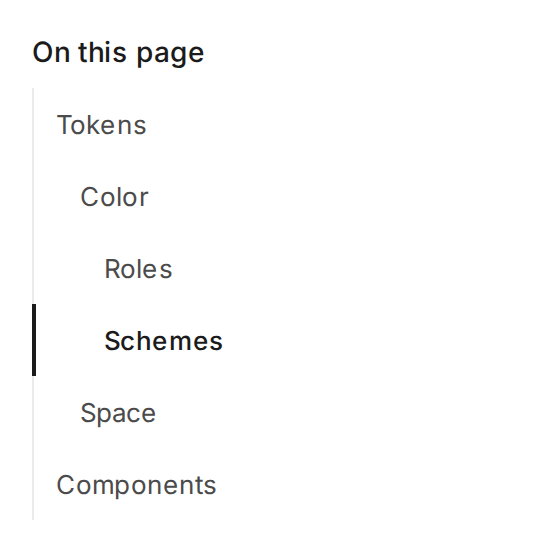 On this page
Tokens
Color
Roles
Schemes
Space
Components